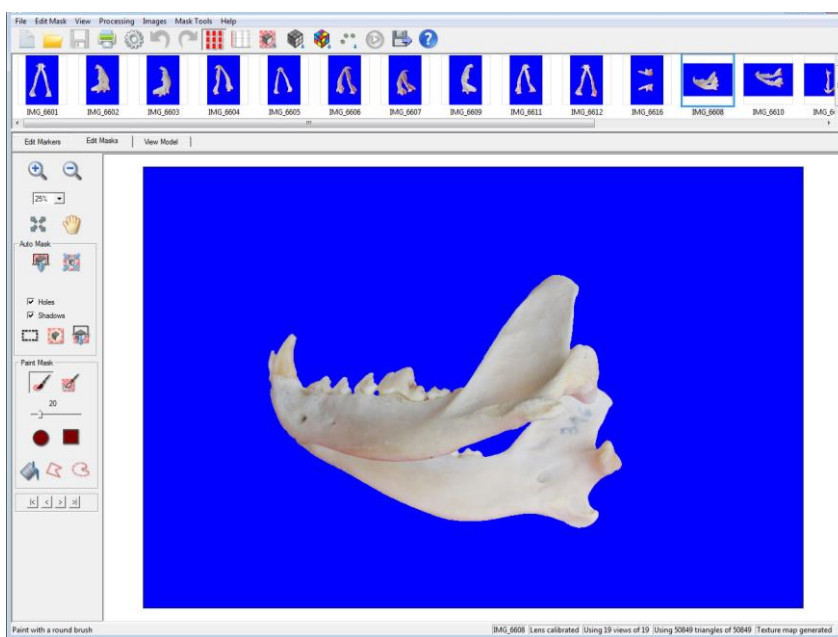 File Edit Mask View Processing Images Mask Tools Help
IMG_6601 IMG_6602 IMG_6603 IMG_6604 IMG_6605 IMG_6606 IMG_6607 IMG_6609 IMG_6611 IMG_6612 IMG_6616 IMG_6608 IMG_6610
Edit Markers Edit Masks View Model
25%
Auto Mask
Holes
Shadows
Paint Mask
20
Paint with a round brush IMG_6608 Lens calibrated Using 19 views of 19 Using 50849 triangles of 50849 Texture map generated